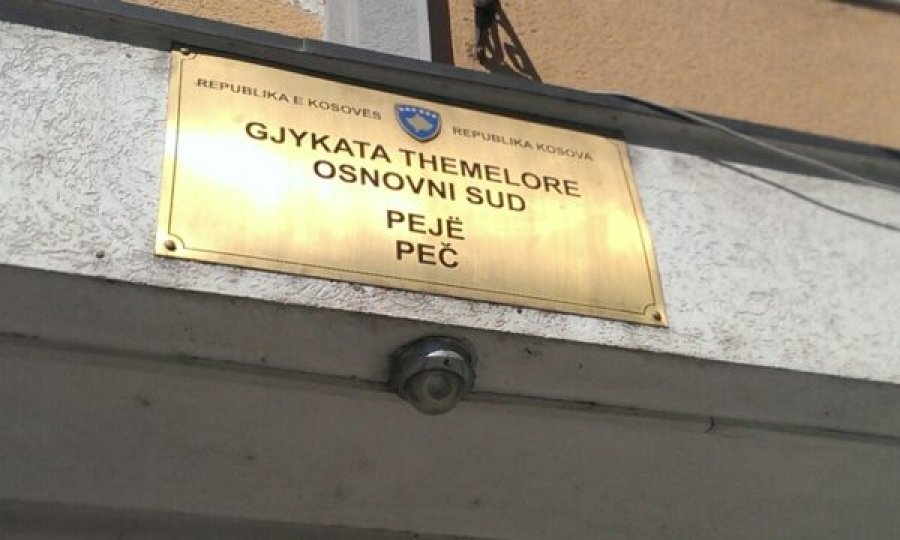 REPUBLIKA E KOSOVËS REPUBLIKA KOSOVA
GJYKATA THEMELORE
OSNOVNI SUD
PEJË
PEČ